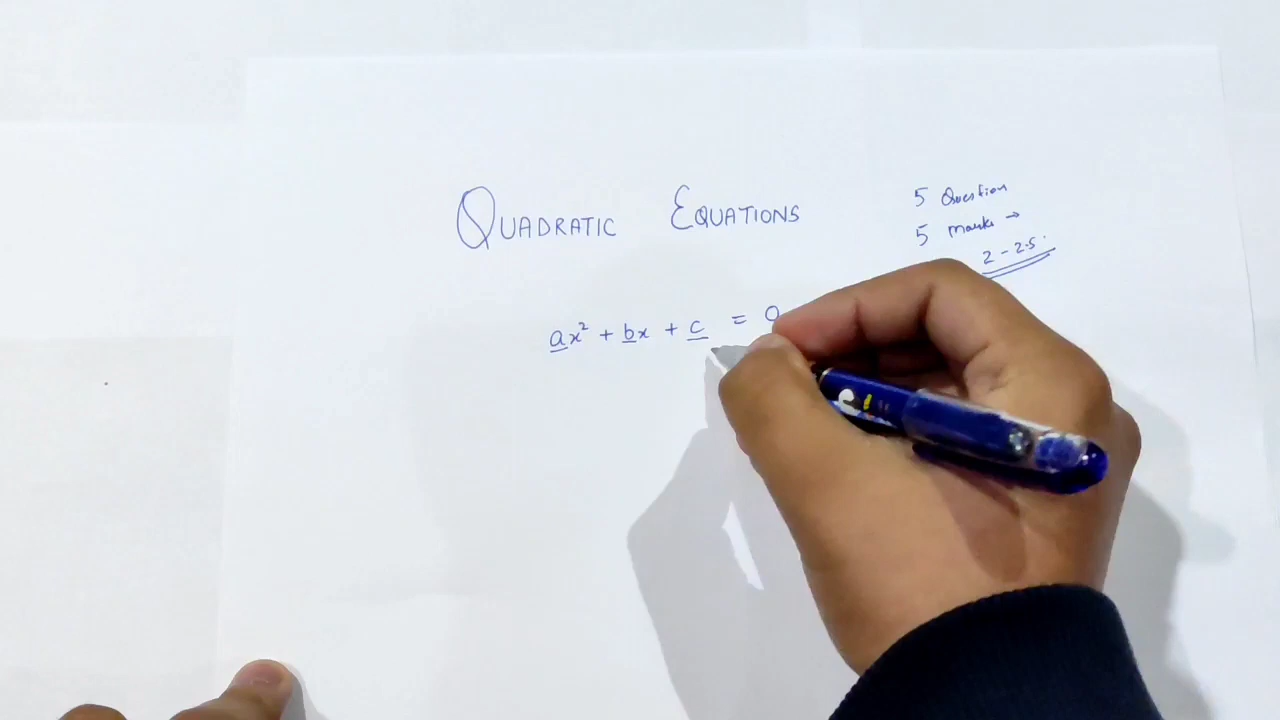 QUADRATIC EQUATIONS
5 Question
5 marks →
2 - 2.5.
ax² + bx + c = 0